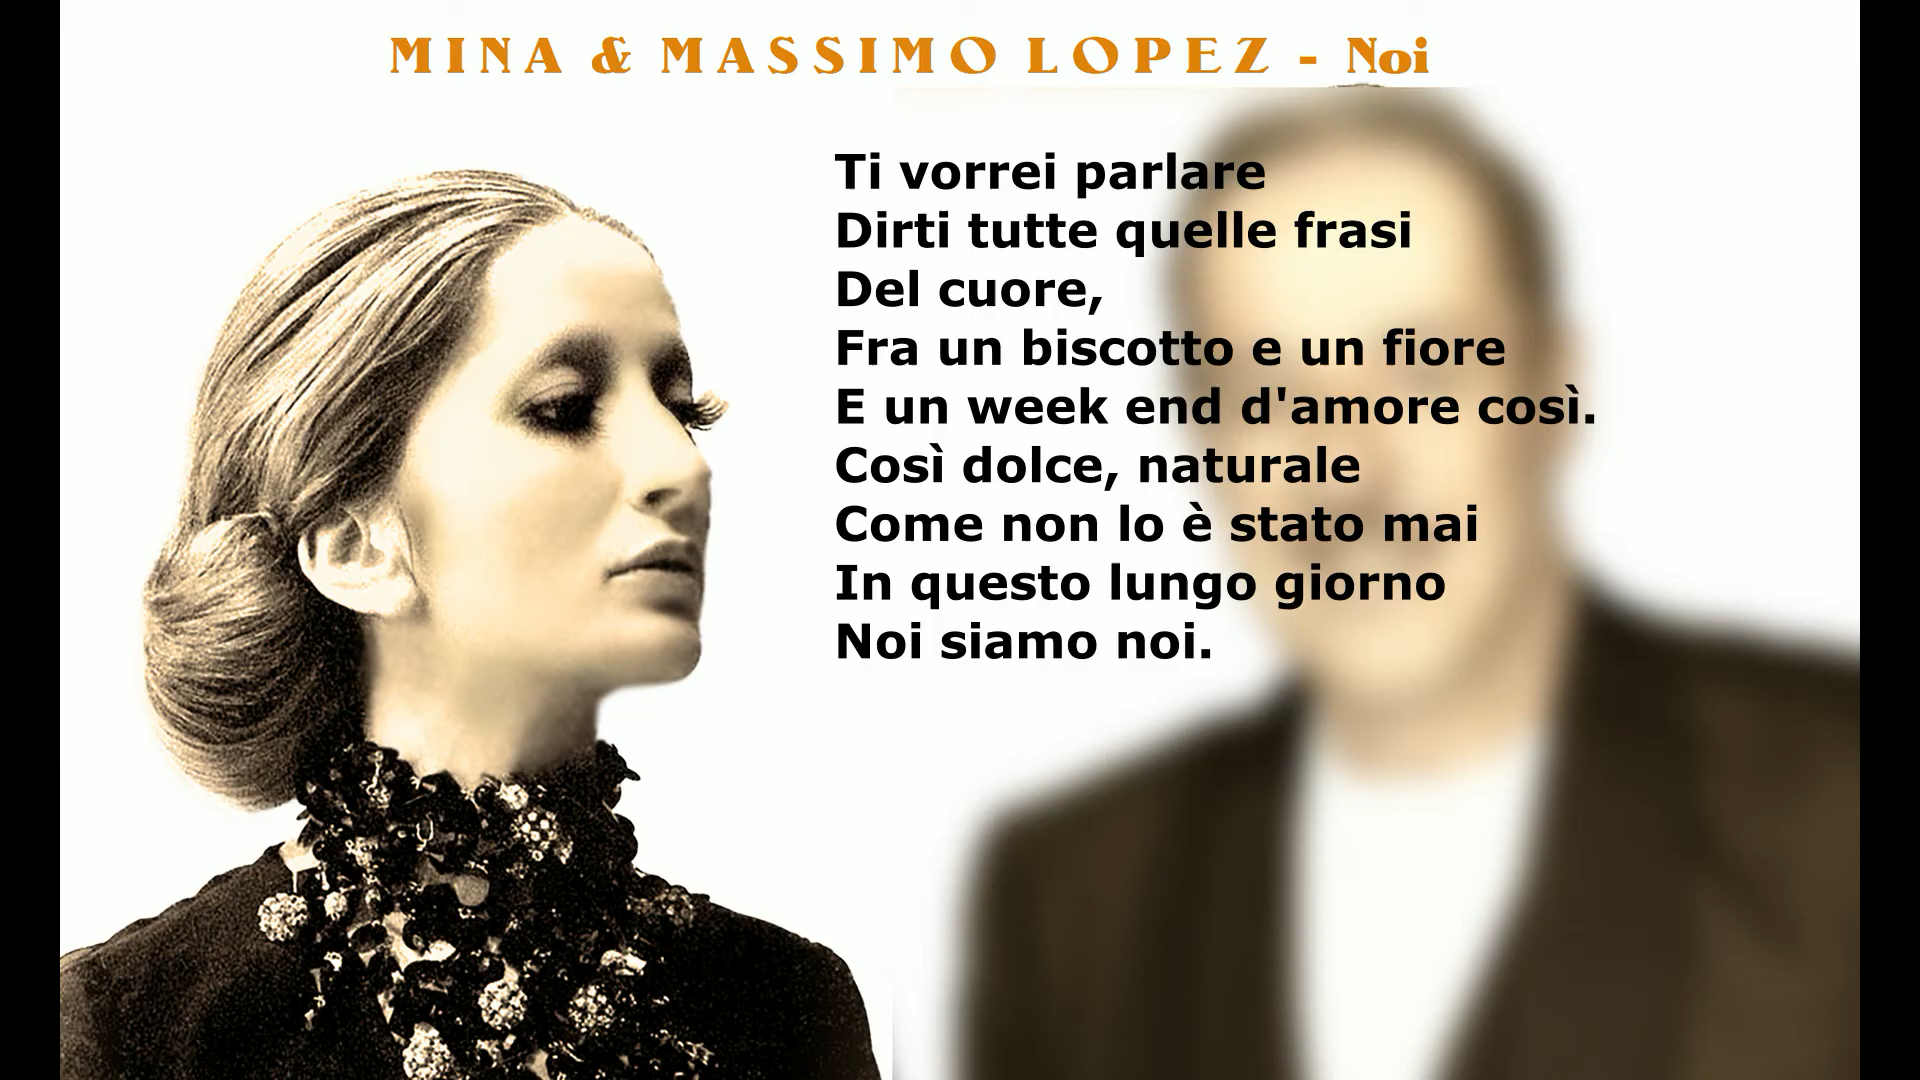 MINA & MASSIMO LOPEZ - Noi
Ti vorrei parlare
Dirti tutte quelle frasi
Del cuore,
Fra un biscotto e un fiore
E un week end d'amore così.
Così dolce, naturale
Come non lo è stato mai
In questo lungo giorno
Noi siamo noi.